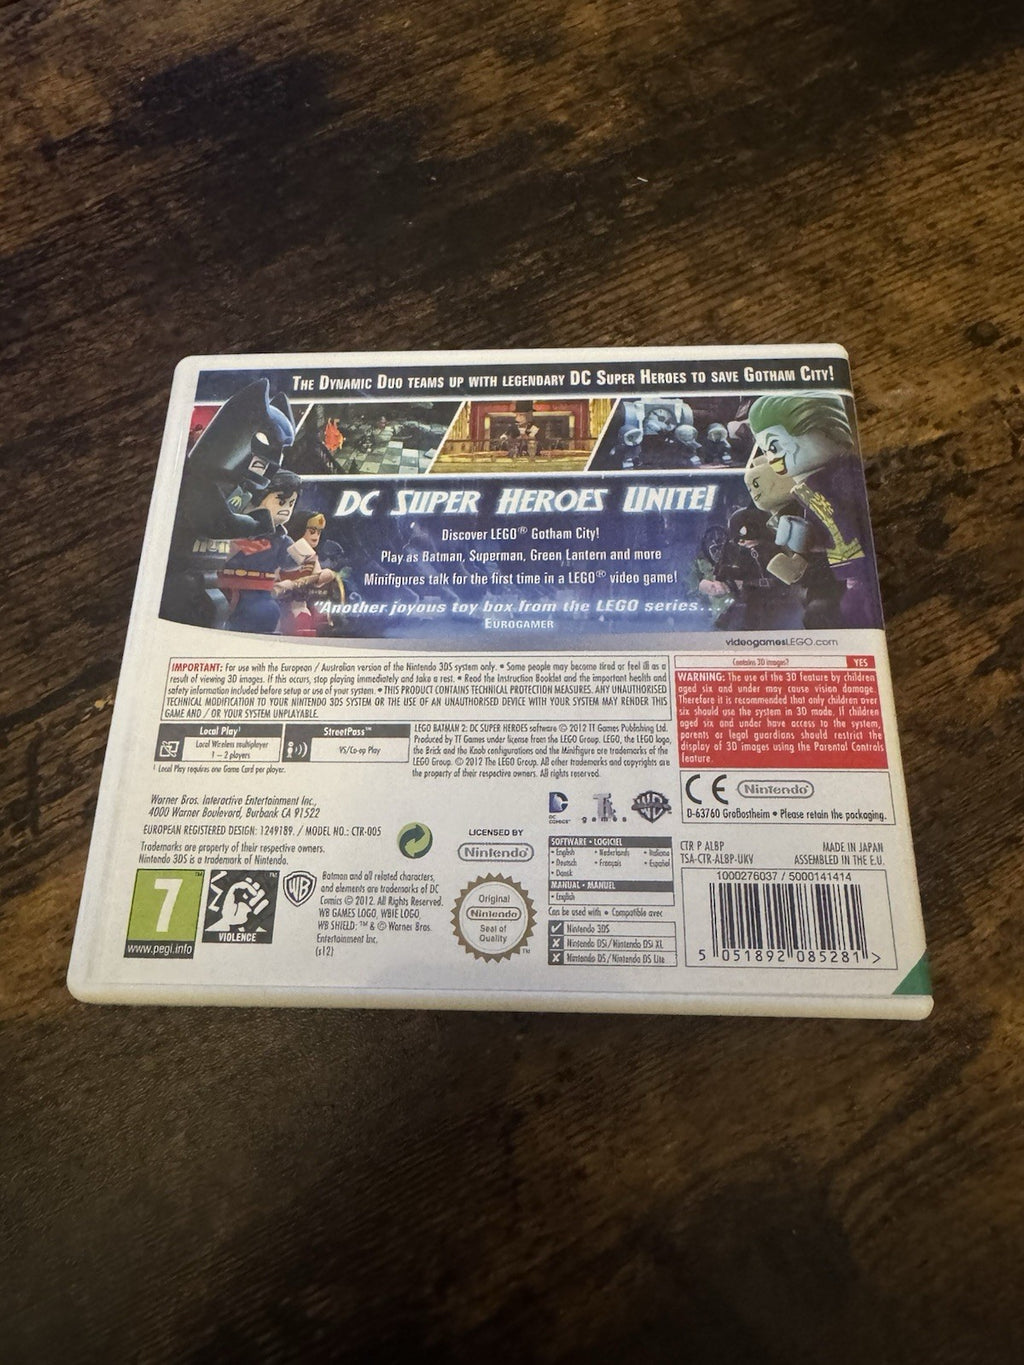 THE DYNAMIC DUO TEAMS UP WITH LEGENDARY DC SUPER HEROES TO SAVE GOTHAM CITY!
DC SUPER HEROES UNITE!
Discover LEGO® Gotham City!
Play as Batman, Superman, Green Lantern and more
Minifigures talk for the first time in a LEGO® video game!
"Another joyous toy box from the LEGO series..."
EUROGAMER
videogamesLEGO.com
IMPORTANT: For use with the European / Australian version of the Nintendo 3DS system only. • Some people may become tired or feel ill as a
result of viewing 3D images. If this occurs, stop playing immediately and take a rest. • Read the Instruction Booklet and the important health and
safety information included before setup or use of your system. • THIS PRODUCT CONTAINS TECHNICAL PROTECTION MEASURES. ANY UNAUTHORISED
TECHNICAL MODIFICATION TO YOUR NINTENDO 3DS SYSTEM OR THE USE OF AN UNAUTHORISED DEVICE WITH YOUR SYSTEM MAY RENDER THIS
GAME AND / OR YOUR SYSTEM UNPLAYABLE.
Contains 3D images? YES
WARNING: The use of the 3D feature by children
aged six and under may cause vision damage.
Therefore it is recommended that only children over
six should use the system in 3D mode. If children
aged six and under have access to the system,
parents or legal guardians should restrict the
display of 3D images using the Parental Controls
feature.
Local Play¹
Local Wireless multiplayer
1 – 2 players
StreetPass™
VS/Co-op Play
¹ Local Play requires one Game Card per player.
LEGO BATMAN 2: DC SUPER HEROES software © 2012 TT Games Publishing Ltd.
Produced by TT Games under license from the LEGO Group. LEGO, the LEGO logo,
the Brick and the Knob configurations and the Minifigure are trademarks of the
LEGO Group. © 2012 The LEGO Group. All other trademarks and copyrights are
the property of their respective owners. All rights reserved.
Warner Bros. Interactive Entertainment Inc.,
4000 Warner Boulevard, Burbank CA 91522
EUROPEAN REGISTERED DESIGN: 1249189. / MODEL NO.: CTR-005
Trademarks are property of their respective owners.
Nintendo 3DS is a trademark of Nintendo.
LICENSED BY
Nintendo
DC
COMICS™
Tt
games
WB
CE
Nintendo
D-63760 Großostheim • Please retain the packaging.
SOFTWARE • LOGICIEL
• English • Nederlands • Italiano
• Deutsch • Français • Español
• Dansk
MANUAL • MANUEL
• English
Can be used with • Compatible avec
Nintendo 3DS
Nintendo DSi/Nintendo DSi XL
Nintendo DS/Nintendo DS Lite
CTR P ALBP
TSA-CTR-ALBP-UKV
MADE IN JAPAN
ASSEMBLED IN THE E.U.
1000276037 / 5000141414
5 051892 085281 >
7
www.pegi.info
VIOLENCE
WB
Batman and all related characters,
and elements are trademarks of DC
Comics © 2012. All Rights Reserved.
WB GAMES LOGO, WBIE LOGO,
WB SHIELD: ™ & © Warner Bros.
Entertainment Inc.
(s12)
Original
Nintendo
Seal of
Quality
™